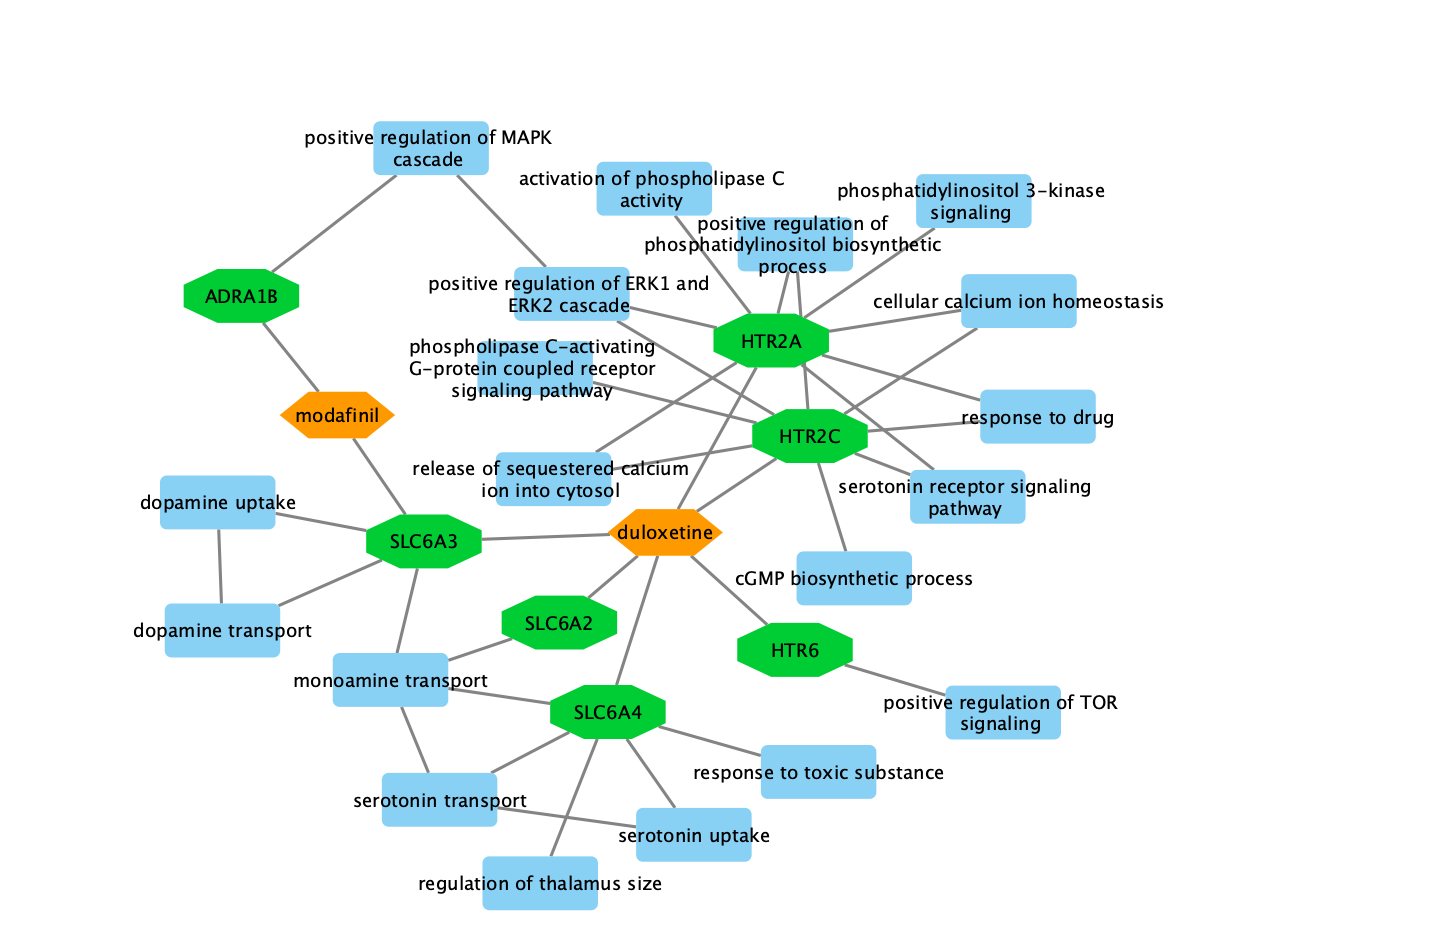 positive regulation of MAPK
cascade
activation of phospholipase C
activity
phosphatidylinositol 3-kinase
signaling
positive regulation of
phosphatidylinositol biosynthetic
process
positive regulation of ERK1 and
ERK2 cascade
ADRA1B
cellular calcium ion homeostasis
HTR2A
phospholipase C-activating
G-protein coupled receptor
signaling pathway
modafinil
response to drug
HTR2C
release of sequestered calcium
ion into cytosol
serotonin receptor signaling
pathway
dopamine uptake
SLC6A3
duloxetine
cGMP biosynthetic process
dopamine transport
SLC6A2
HTR6
monoamine transport
SLC6A4
positive regulation of TOR
signaling
response to toxic substance
serotonin transport
serotonin uptake
regulation of thalamus size